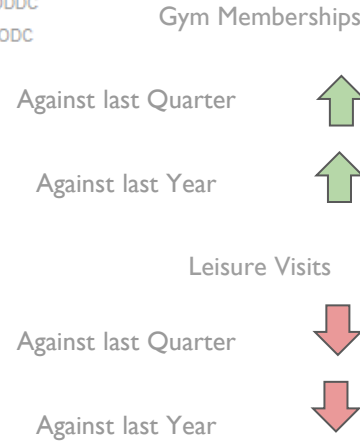 Gym Memberships
Against last Quarter
Against last Year
Leisure Visits
Against last Quarter
Against last Year